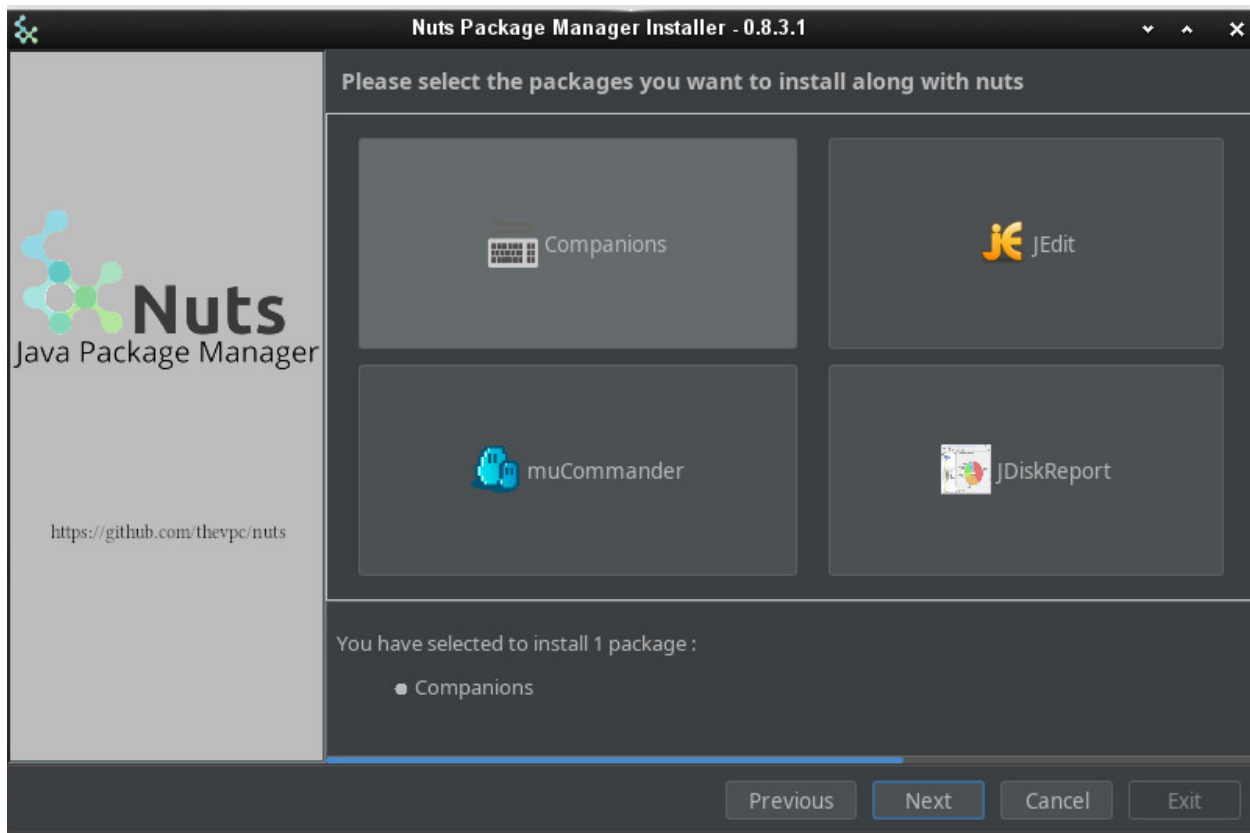 Nuts Package Manager Installer - 0.8.3.1
Please select the packages you want to install along with nuts
Nuts
Java Package Manager
https://github.com/thevpc/nuts
Companions
JEdit
muCommander
JDiskReport
You have selected to install 1 package :
Companions
Previous
Next
Cancel
Exit